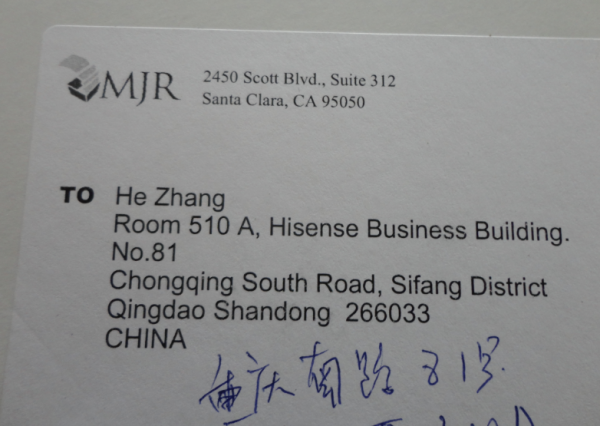 MJR
2450 Scott Blvd., Suite 312
Santa Clara, CA 95050
TO He Zhang
Room 510 A, Hisense Business Building.
No.81
Chongqing South Road, Sifang District
Qingdao Shandong 266033
CHINA
重庆南路81号